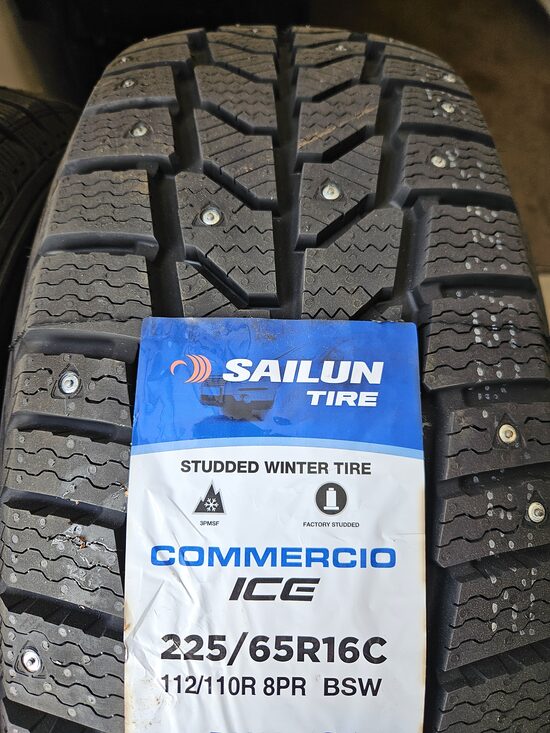 SAILUN
TIRE
STUDDED WINTER TIRE
3PMSF
FACTORY STUDDED
COMMERCIO
ICE
225/65R16C
112/110R 8PR BSW